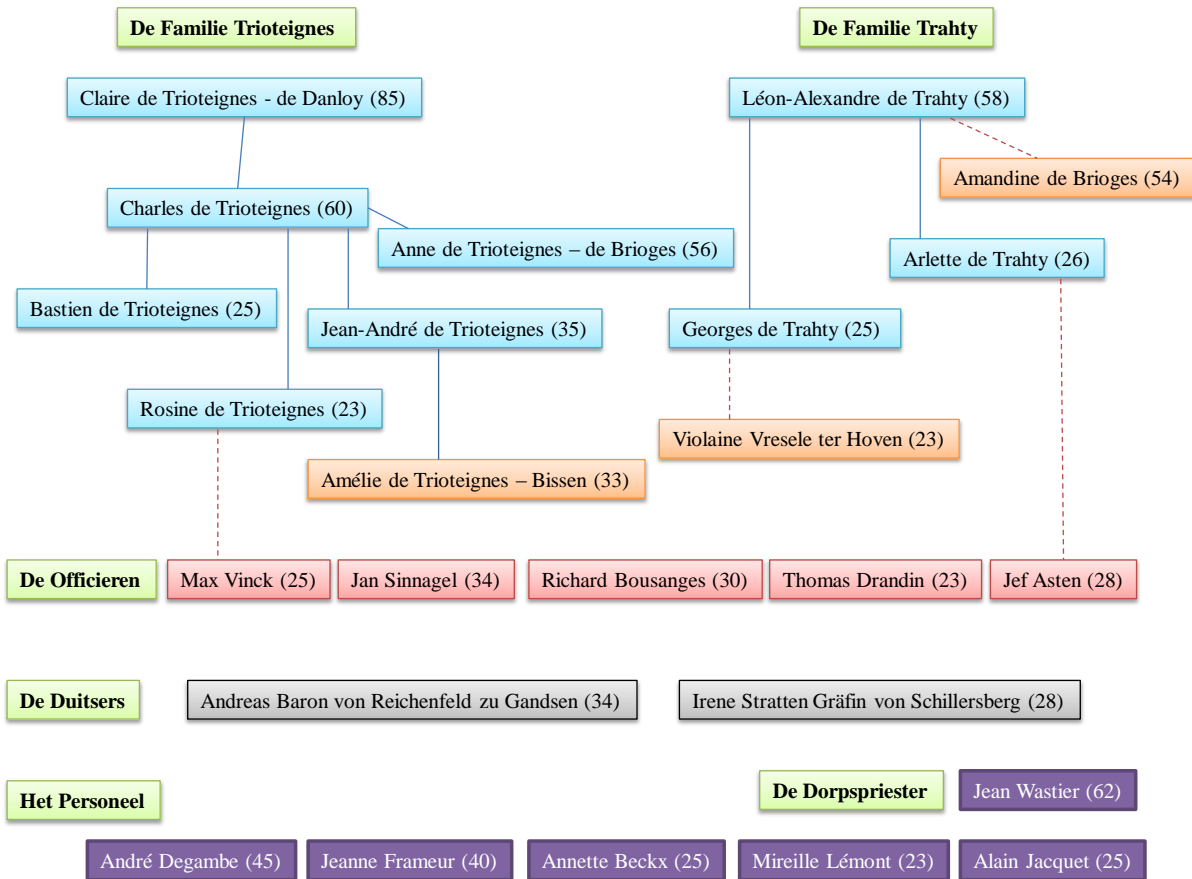 De Familie Trioteignes
De Familie Trahty
Claire de Trioteignes - de Danloy (85)
Léon-Alexandre de Trahty (58)
Amandine de Brioges (54)
Charles de Trioteignes (60)
Anne de Trioteignes – de Brioges (56)
Arlette de Trahty (26)
Bastien de Trioteignes (25)
Jean-André de Trioteignes (35)
Georges de Trahty (25)
Rosine de Trioteignes (23)
Violaine Vresele ter Hoven (23)
Amélie de Trioteignes – Bissen (33)
De Officieren
Max Vinck (25)
Jan Sinnagel (34)
Richard Bousanges (30)
Thomas Drandin (23)
Jef Asten (28)
De Duitsers
Andreas Baron von Reichenfeld zu Gandsen (34)
Irene Stratten Gräfin von Schillersberg (28)
Het Personeel
De Dorpspriester
Jean Wastier (62)
André Degambe (45)
Jeanne Frameur (40)
Annette Beckx (25)
Mireille Lémont (23)
Alain Jacquet (25)